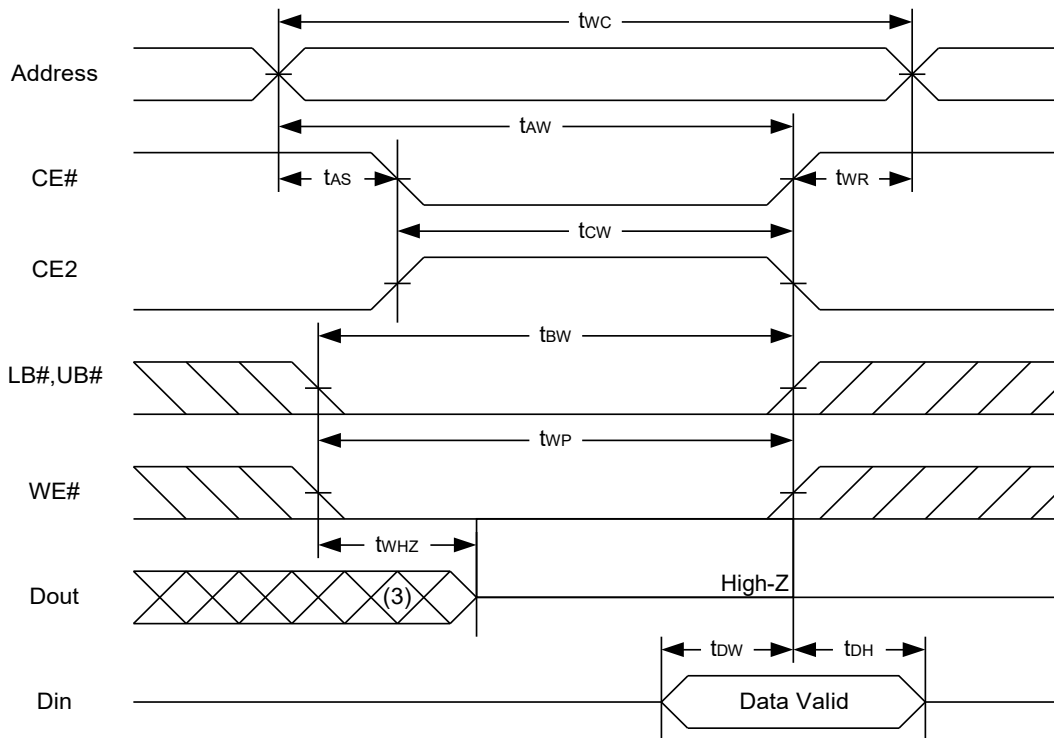 tWC
Address
tAW
CE#
tAS
tWR
tCW
CE2
tBW
LB#,UB#
tWP
WE#
tWHZ
Dout
(3)
High-Z
tDW
tDH
Din
Data Valid